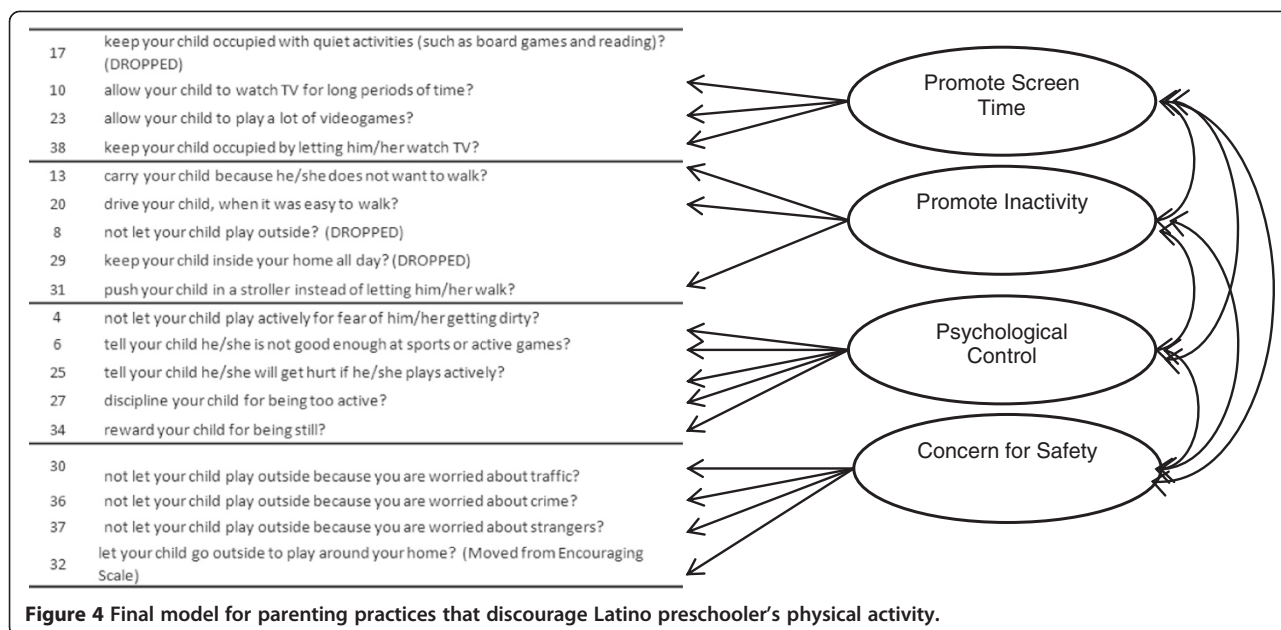 17 keep your child occupied with quiet activities (such as board games and reading)?
(DROPPED)
10 allow your child to watch TV for long periods of time?
23 allow your child to play a lot of videogames?
38 keep your child occupied by letting him/her watch TV?
13 carry your child because he/she does not want to walk?
20 drive your child, when it was easy to walk?
8 not let your child play outside? (DROPPED)
29 keep your child inside your home all day? (DROPPED)
31 push your child in a stroller instead of letting him/her walk?
4 not let your child play actively for fear of him/her getting dirty?
6 tell your child he/she is not good enough at sports or active games?
25 tell your child he/she will get hurt if he/she plays actively?
27 discipline your child for being too active?
34 reward your child for being still?
30 not let your child play outside because you are worried about traffic?
36 not let your child play outside because you are worried about crime?
37 not let your child play outside because you are worried about strangers?
32 let your child go outside to play around your home? (Moved from Encouraging
Scale)
Promote Screen
Time
Promote Inactivity
Psychological
Control
Concern for Safety
Figure 4 Final model for parenting practices that discourage Latino preschooler's physical activity.